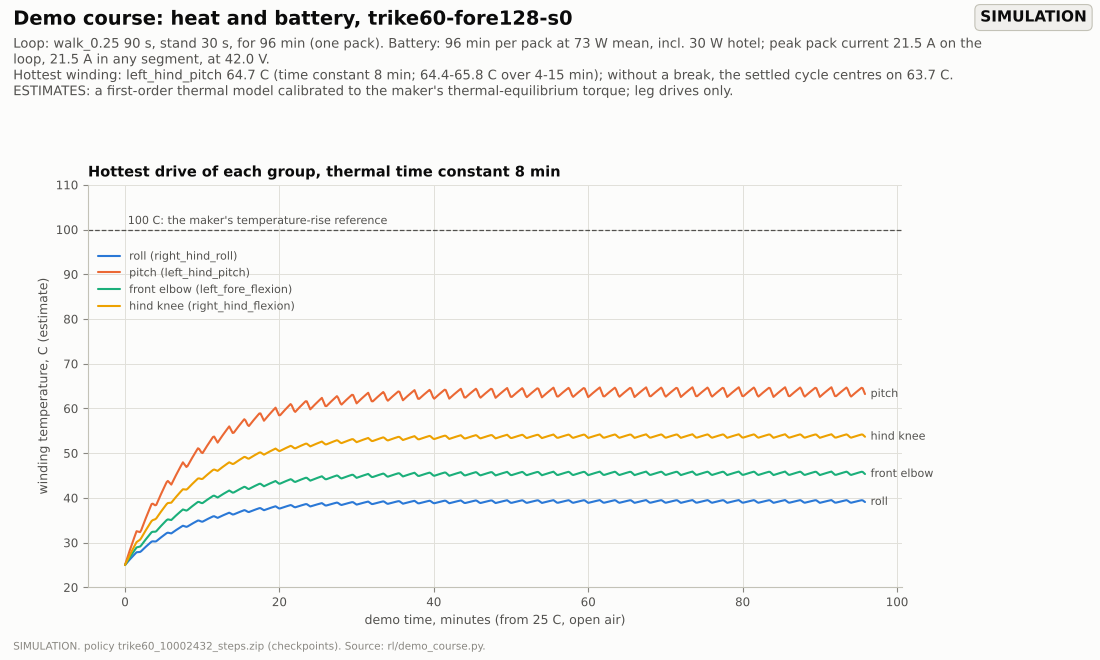 Demo course: heat and battery, trike60-fore128-s0
SIMULATION
Loop: walk_0.25 90 s, stand 30 s, for 96 min (one pack). Battery: 96 min per pack at 73 W mean, incl. 30 W hotel; peak pack current 21.5 A on the
loop, 21.5 A in any segment, at 42.0 V.
Hottest winding: left_hind_pitch 64.7 C (time constant 8 min; 64.4-65.8 C over 4-15 min); without a break, the settled cycle centres on 63.7 C.
ESTIMATES: a first-order thermal model calibrated to the maker's thermal-equilibrium torque; leg drives only.
Hottest drive of each group, thermal time constant 8 min
110
100
90
80
70
60
50
40
30
20
winding temperature, C (estimate)
100 C: the maker's temperature-rise reference
roll (right_hind_roll)
pitch (left_hind_pitch)
front elbow (left_fore_flexion)
hind knee (right_hind_flexion)
pitch
hind knee
front elbow
roll
0
20
40
60
80
100
demo time, minutes (from 25 C, open air)
SIMULATION. policy trike60_10002432_steps.zip (checkpoints). Source: rl/demo_course.py.